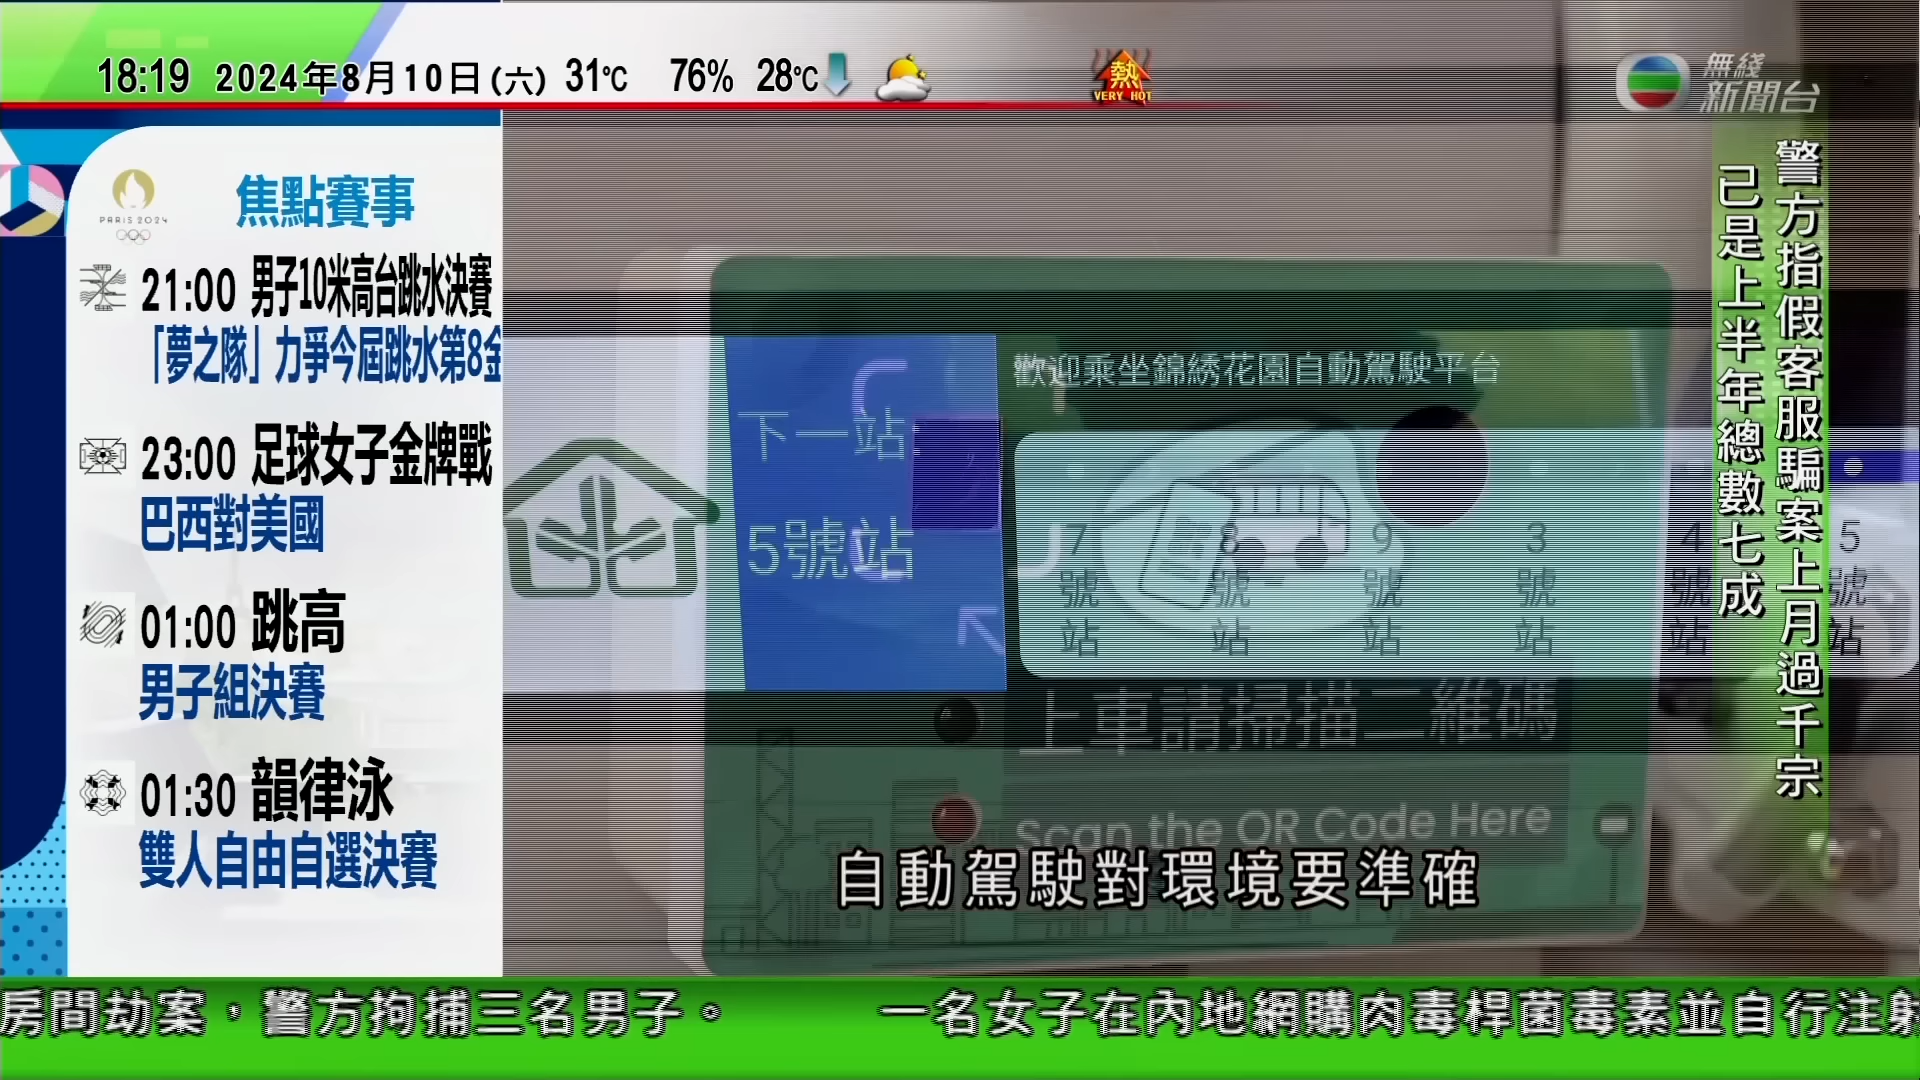 18:19 2024年8月10日(六) 31℃ 76% 28℃
熱
VERY HOT
無綫
新聞台
PARIS 2024
焦點賽事
21:00 男子10米高台跳水決賽
「夢之隊」力爭今屆跳水第8金
23:00 足球女子金牌戰
巴西對美國
01:00 跳高
男子組決賽
01:30 韻律泳
雙人自由自選決賽
歡迎乘坐錦綉花園自動駕駛平台
下一站:
5號站
7號站
8號站
9號站
3號站
4號站
5號站
上車請掃描二維碼
Scan the QR Code Here
自動駕駛對環境要準確
警方指假客服騙案上月過千宗
已是上半年總數七成
房間劫案，警方拘捕三名男子。 一名女子在內地網購肉毒桿菌毒素並自行注射